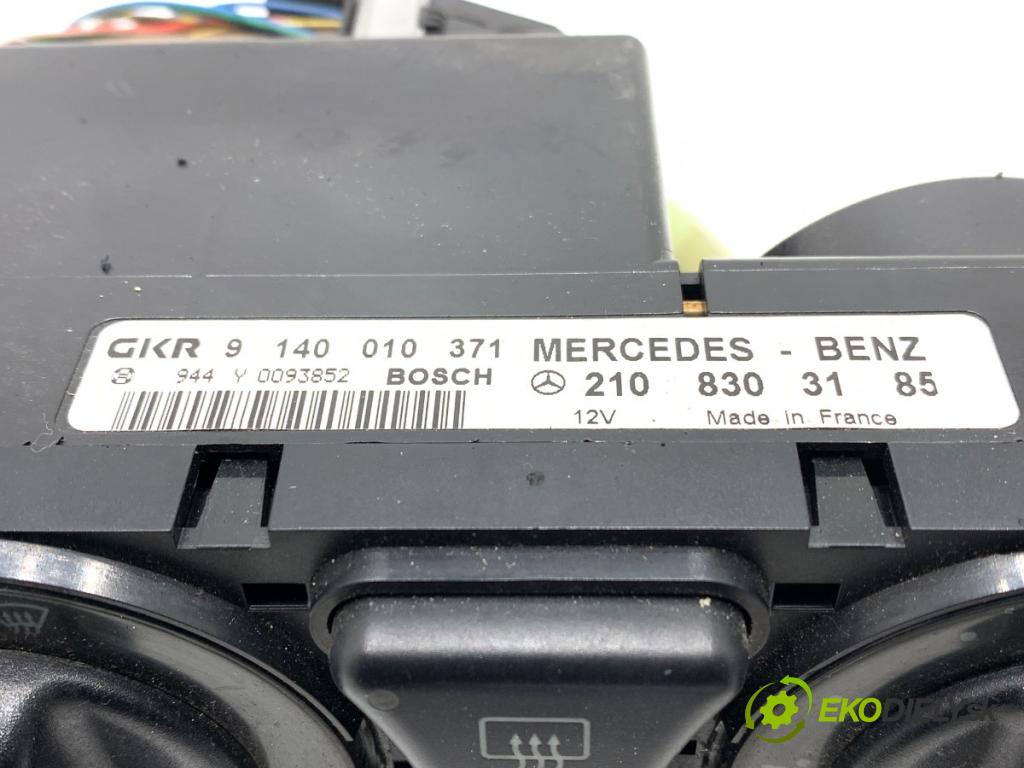 GKR 9 140 010 371 MERCEDES - BENZ
944 Y 0093852 BOSCH 210 830 31 85
12V Made in France
EKODIELY.SK